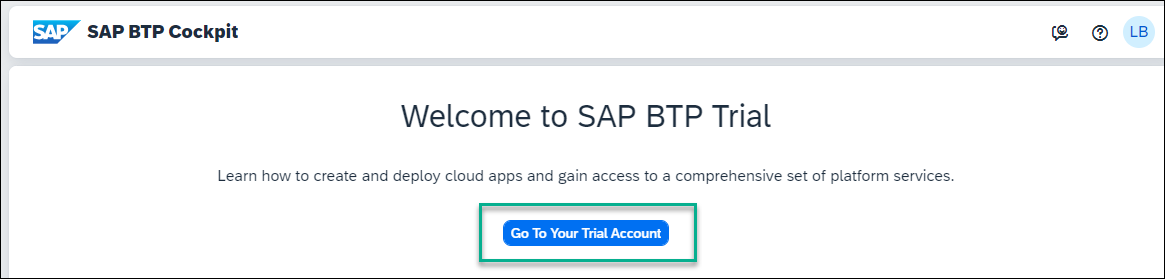 SAP SAP BTP Cockpit
LB
Welcome to SAP BTP Trial
Learn how to create and deploy cloud apps and gain access to a comprehensive set of platform services.
Go To Your Trial Account